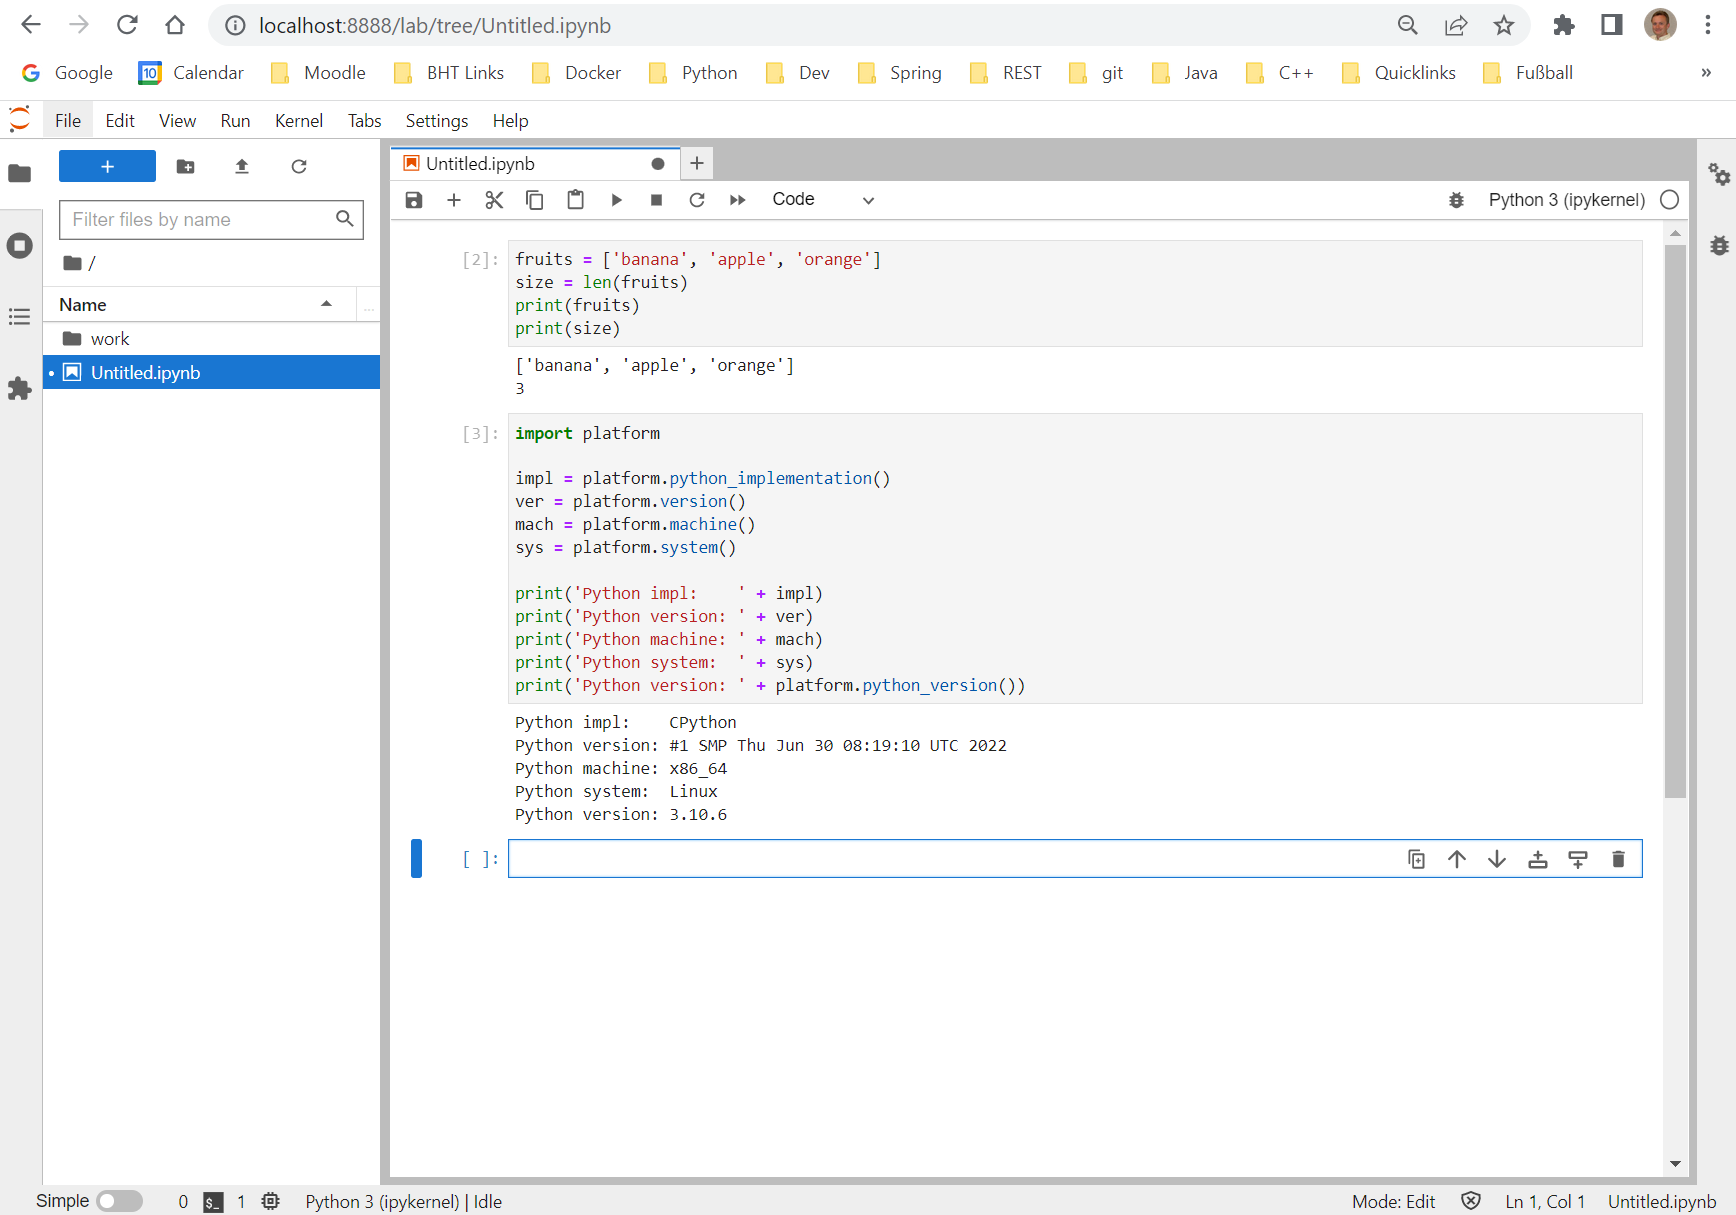 localhost:8888/lab/tree/Untitled.ipynb
Google 10 Calendar Moodle BHT Links Docker Python Dev Spring REST git Java C++ Quicklinks Fußball »
File Edit View Run Kernel Tabs Settings Help
+
Filter files by name
/
Name ...
work
• Untitled.ipynb
Untitled.ipynb
Code
Python 3 (ipykernel)
[2]: fruits = ['banana', 'apple', 'orange']
size = len(fruits)
print(fruits)
print(size)
['banana', 'apple', 'orange']
3
[3]: import platform
impl = platform.python_implementation()
ver = platform.version()
mach = platform.machine()
sys = platform.system()
print('Python impl:    ' + impl)
print('Python version: ' + ver)
print('Python machine: ' + mach)
print('Python system:  ' + sys)
print('Python version: ' + platform.python_version())
Python impl:    CPython
Python version: #1 SMP Thu Jun 30 08:19:10 UTC 2022
Python machine: x86_64
Python system:  Linux
Python version: 3.10.6
[ ]:
Simple 0 $_ 1 Python 3 (ipykernel) | Idle Mode: Edit Ln 1, Col 1 Untitled.ipynb